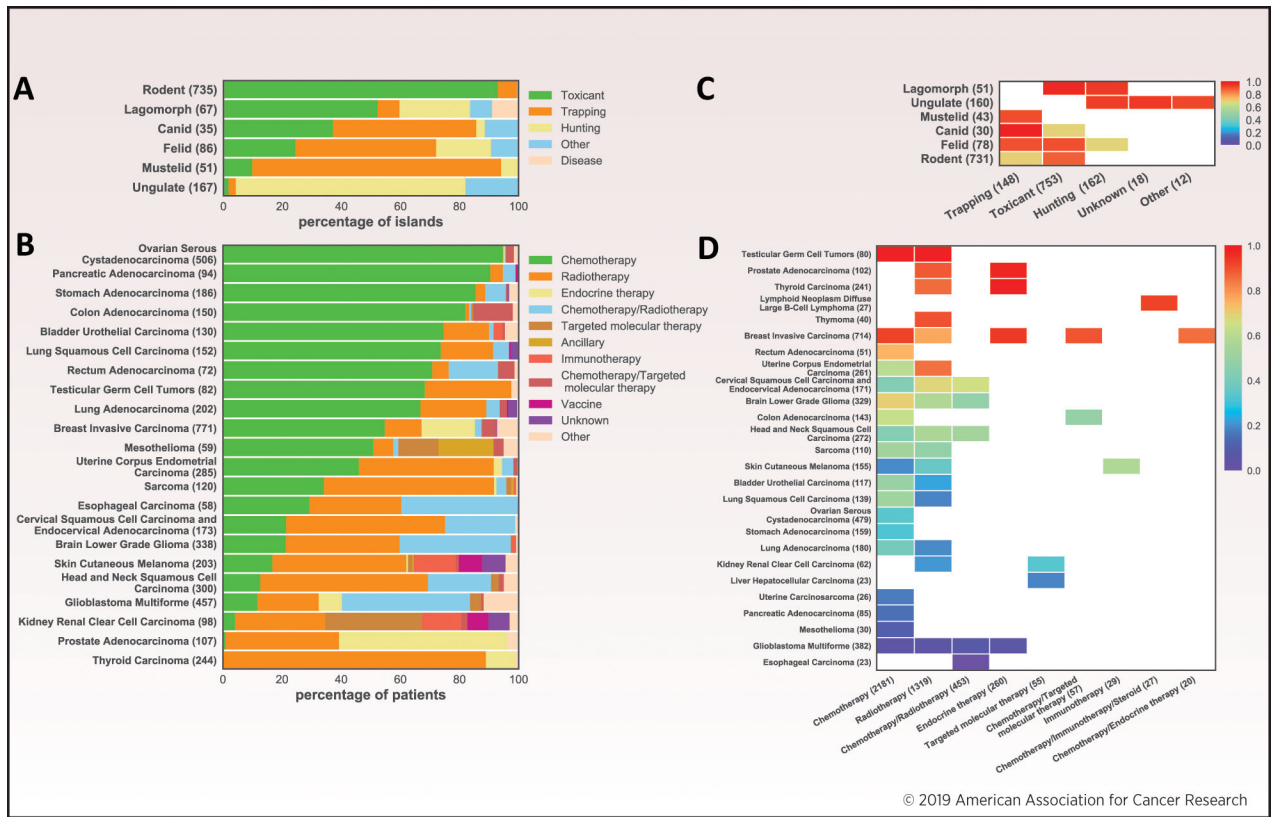 A
Rodent (735)
Lagomorph (67)
Canid (35)
Felid (86)
Mustelid (51)
Ungulate (167)
0 20 40 60 80 100
percentage of islands
Toxicant
Trapping
Hunting
Other
Disease
B
Ovarian Serous
Cystadenocarcinoma (506)
Pancreatic Adenocarcinoma (94)
Stomach Adenocarcinoma (186)
Colon Adenocarcinoma (150)
Bladder Urothelial Carcinoma (130)
Lung Squamous Cell Carcinoma (152)
Rectum Adenocarcinoma (72)
Testicular Germ Cell Tumors (82)
Lung Adenocarcinoma (202)
Breast Invasive Carcinoma (771)
Mesothelioma (59)
Uterine Corpus Endometrial
Carcinoma (285)
Sarcoma (120)
Esophageal Carcinoma (58)
Cervical Squamous Cell Carcinoma and
Endocervical Adenocarcinoma (173)
Brain Lower Grade Glioma (338)
Skin Cutaneous Melanoma (203)
Head and Neck Squamous Cell
Carcinoma (300)
Glioblastoma Multiforme (457)
Kidney Renal Clear Cell Carcinoma (98)
Prostate Adenocarcinoma (107)
Thyroid Carcinoma (244)
0 20 40 60 80 100
percentage of patients
Chemotherapy
Radiotherapy
Endocrine therapy
Chemotherapy/Radiotherapy
Targeted molecular therapy
Ancillary
Immunotherapy
Chemotherapy/Targeted
molecular therapy
Vaccine
Unknown
Other
C
Lagomorph (51)
Ungulate (160)
Mustelid (43)
Canid (30)
Felid (78)
Rodent (731)
Trapping (148)
Toxicant (753)
Hunting (162)
Unknown (18)
Other (12)
1.0
0.8
0.6
0.4
0.2
0.0
D
Testicular Germ Cell Tumors (80)
Prostate Adenocarcinoma (102)
Thyroid Carcinoma (241)
Lymphoid Neoplasm Diffuse
Large B-Cell Lymphoma (27)
Thymoma (40)
Breast Invasive Carcinoma (714)
Rectum Adenocarcinoma (51)
Uterine Corpus Endometrial
Carcinoma (261)
Cervical Squamous Cell Carcinoma and
Endocervical Adenocarcinoma (171)
Brain Lower Grade Glioma (329)
Colon Adenocarcinoma (143)
Head and Neck Squamous Cell
Carcinoma (272)
Sarcoma (110)
Skin Cutaneous Melanoma (155)
Bladder Urothelial Carcinoma (117)
Lung Squamous Cell Carcinoma (139)
Ovarian Serous
Cystadenocarcinoma (479)
Stomach Adenocarcinoma (159)
Lung Adenocarcinoma (180)
Kidney Renal Clear Cell Carcinoma (62)
Liver Hepatocellular Carcinoma (23)
Uterine Carcinosarcoma (26)
Pancreatic Adenocarcinoma (85)
Mesothelioma (30)
Glioblastoma Multiforme (382)
Esophageal Carcinoma (23)
Chemotherapy (2181)
Radiotherapy (1319)
Chemotherapy/Radiotherapy (453)
Endocrine therapy (260)
Targeted molecular therapy (55)
Chemotherapy/Targeted
molecular therapy (57)
Immunotherapy (29)
Chemotherapy/Immunotherapy/Steroid (27)
Chemotherapy/Endocrine therapy (20)
1.0
0.8
0.6
0.4
0.2
0.0
© 2019 American Association for Cancer Research